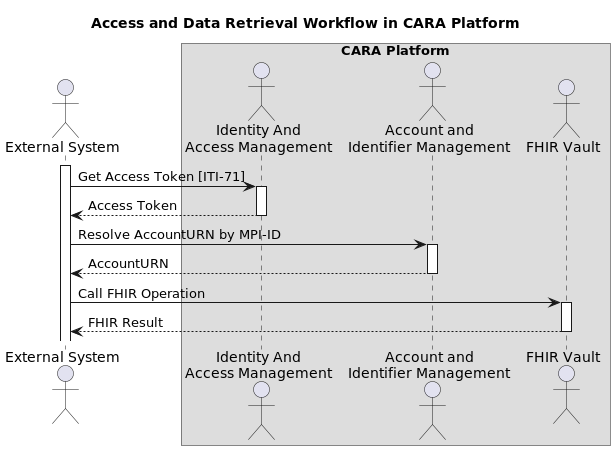 Access and Data Retrieval Workflow in CARA Platform
CARA Platform
External System
Identity And
Access Management
Account and
Identifier Management
FHIR Vault
Get Access Token [ITI-71]
Access Token
Resolve AccountURN by MPI-ID
AccountURN
Call FHIR Operation
FHIR Result
External System
Identity And
Access Management
Account and
Identifier Management
FHIR Vault